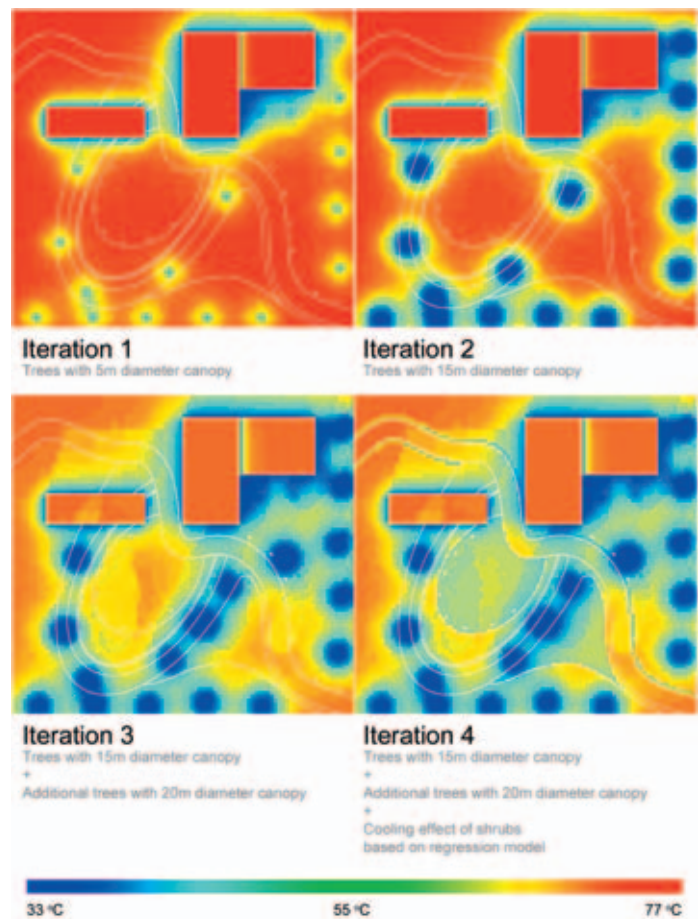 Iteration 1
Trees with 5m diameter canopy
Iteration 2
Trees with 15m diameter canopy
Iteration 3
Trees with 15m diameter canopy
+
Additional trees with 20m diameter canopy
Iteration 4
Trees with 15m diameter canopy
+
Additional trees with 20m diameter canopy
+
Cooling effect of shrubs
based on regression model
33 °C
55 °C
77 °C